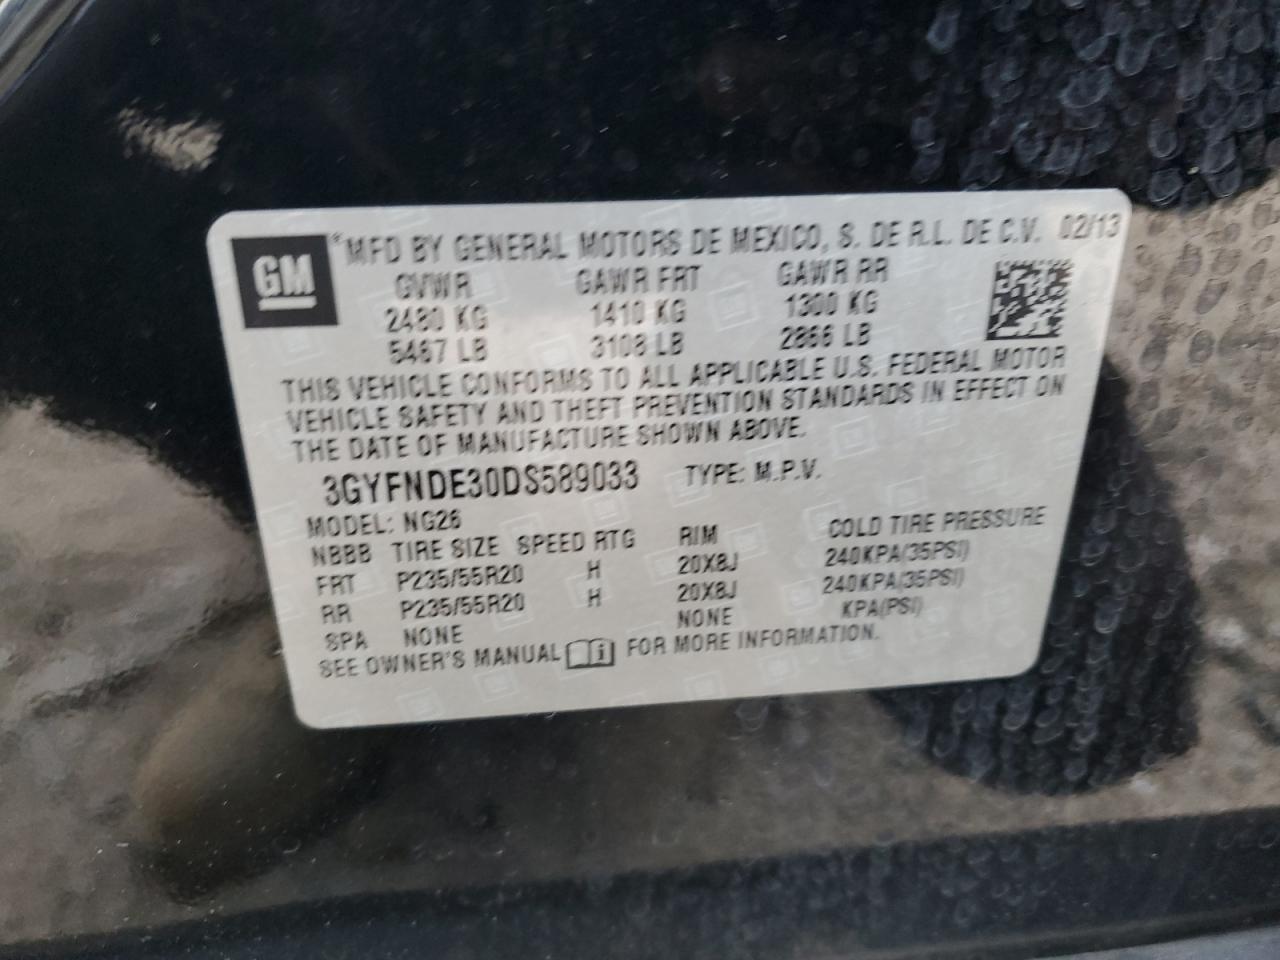 GM
*MFD BY GENERAL MOTORS DE MEXICO, S. DE R.L. DE C.V. 02/13
GVWR GAWR FRT GAWR RR
2480 KG 1410 KG 1300 KG
5467 LB 3108 LB 2866 LB
THIS VEHICLE CONFORMS TO ALL APPLICABLE U.S. FEDERAL MOTOR
VEHICLE SAFETY AND THEFT PREVENTION STANDARDS IN EFFECT ON
THE DATE OF MANUFACTURE SHOWN ABOVE.
3GYFNDE30DS589033 TYPE: M.P.V.
MODEL: NG26
NBBB TIRE SIZE SPEED RTG RIM COLD TIRE PRESSURE
FRT P235/55R20 H 20X8J 240KPA(35PSI)
RR P235/55R20 H 20X8J 240KPA(35PSI)
SPA NONE NONE KPA(PSI)
SEE OWNER'S MANUAL i FOR MORE INFORMATION.